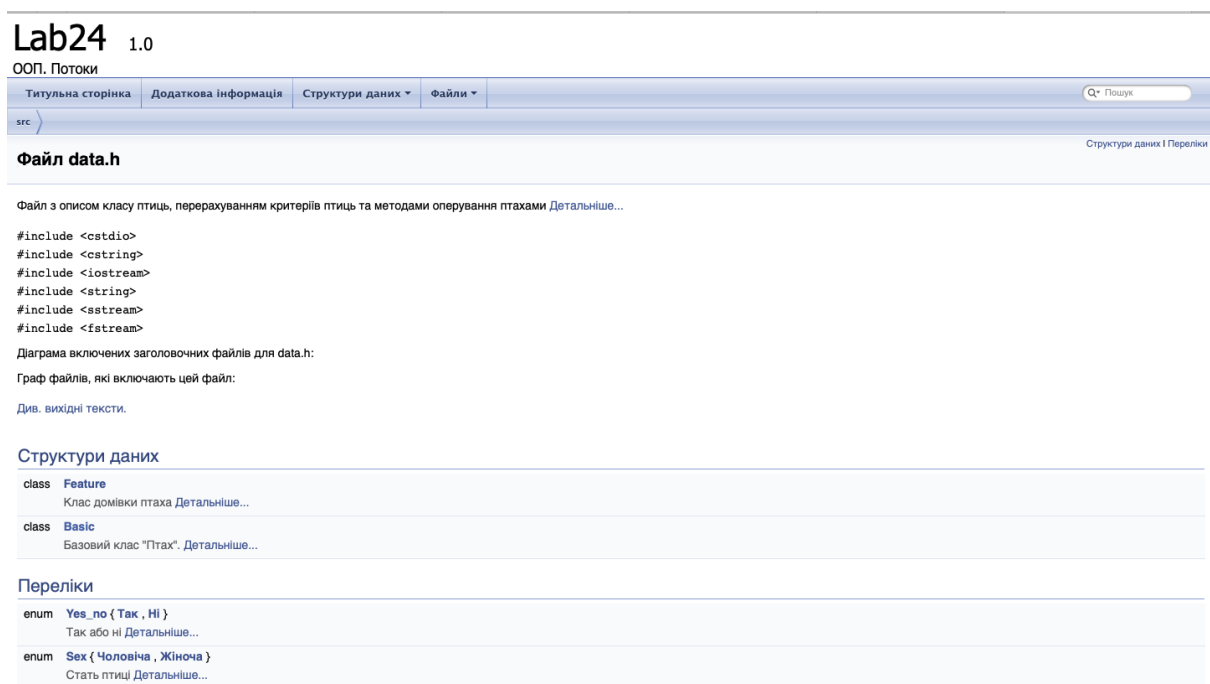 Lab24 1.0
ООП. Потоки
Титульна сторінка Додаткова інформація Структури даних Файли Пошук
src
Структури даних | Переліки
Файл data.h
Файл з описом класу птиць, перерахуванням критеріїв птиць та методами оперування птахами Детальніше...
#include <cstdio>
#include <cstring>
#include <iostream>
#include <string>
#include <sstream>
#include <fstream>
Діаграма включених заголовочних файлів для data.h:
Граф файлів, які включають цей файл:
Див. вихідні тексти.
Структури даних
class Feature
Клас домівки птаха Детальніше...
class Basic
Базовий клас "Птах". Детальніше...
Переліки
enum Yes_no { Так , Ні }
Так або ні Детальніше...
enum Sex { Чоловіча , Жіноча }
Стать птиці Детальніше...